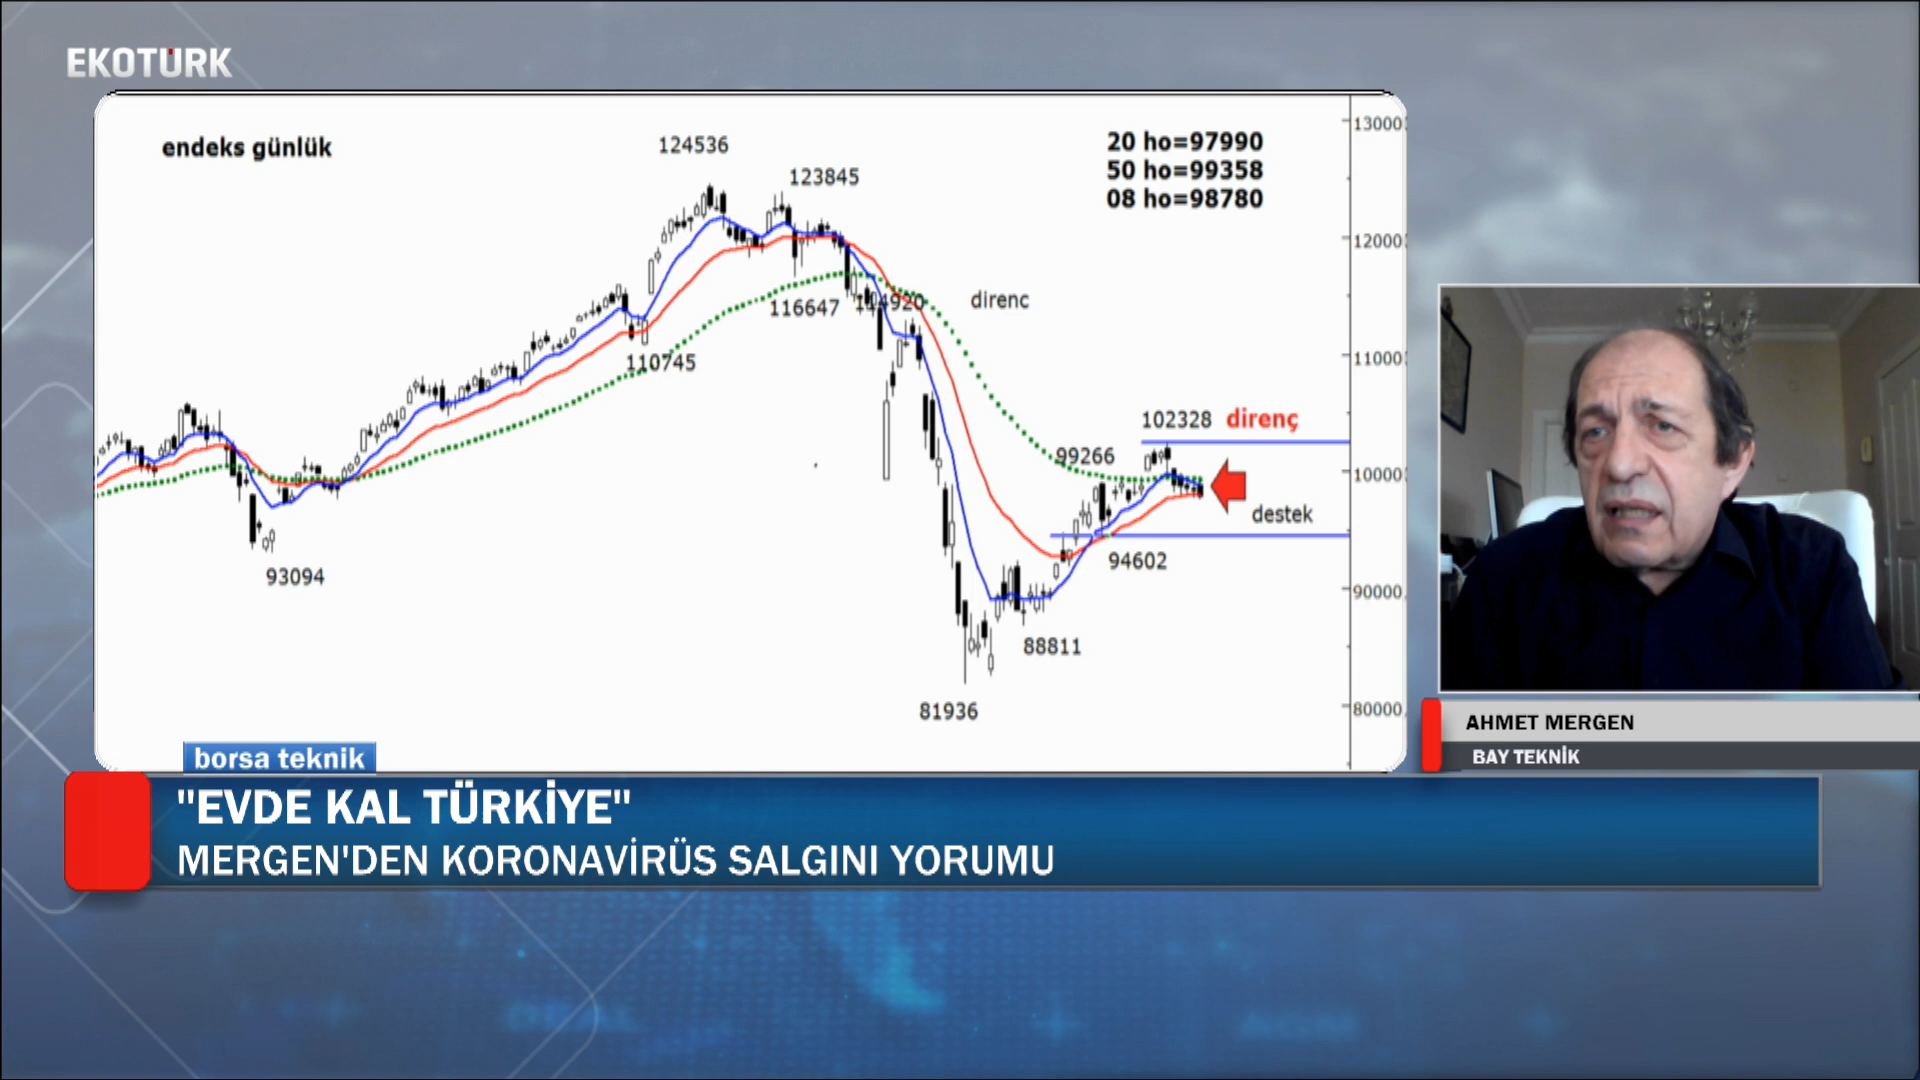 EKOTÜRK
endeks günlük
124536
123845
20 ho=97990
50 ho=99358
08 ho=98780
13000
12000
116647
114920
direnc
110745
11000
102328 direnç
99266
10000
destek
93094
94602
90000
88811
81936
80000
AHMET MERGEN
BAY TEKNİK
borsa teknik
"EVDE KAL TÜRKİYE"
MERGEN'DEN KORONAVİRÜS SALGINI YORUMU